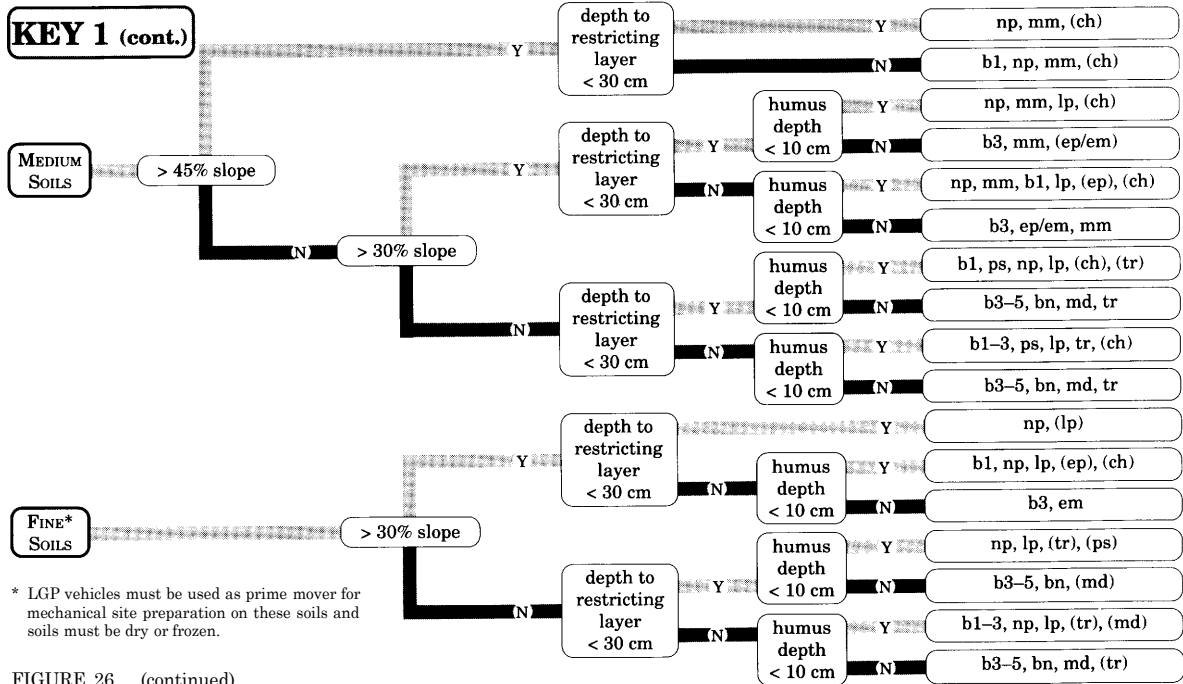 KEY 1 (cont.)
depth to
restricting
layer
< 30 cm
Y
Y
np, mm, (ch)
N
b1, np, mm, (ch)
MEDIUM
SOILS
> 45% slope
N
> 30% slope
Y
depth to
restricting
layer
< 30 cm
Y
humus
depth
< 10 cm
Y
np, mm, lp, (ch)
N
b3, mm, (ep/em)
N
humus
depth
< 10 cm
Y
np, mm, b1, lp, (ep), (ch)
N
b3, ep/em, mm
N
depth to
restricting
layer
< 30 cm
Y
humus
depth
< 10 cm
Y
b1, ps, np, lp, (ch), (tr)
N
b3–5, bn, md, tr
N
humus
depth
< 10 cm
Y
b1–3, ps, lp, tr, (ch)
N
b3–5, bn, md, tr
FINE*
SOILS
> 30% slope
Y
depth to
restricting
layer
< 30 cm
Y
np, (lp)
N
humus
depth
< 10 cm
Y
b1, np, lp, (ep), (ch)
N
b3, em
N
depth to
restricting
layer
< 30 cm
Y
humus
depth
< 10 cm
Y
np, lp, (tr), (ps)
N
b3–5, bn, (md)
N
humus
depth
< 10 cm
Y
b1–3, np, lp, (tr), (md)
N
b3–5, bn, md, (tr)
* LGP vehicles must be used as prime mover for
mechanical site preparation on these soils and
soils must be dry or frozen.
FIGURE 26. (continued)